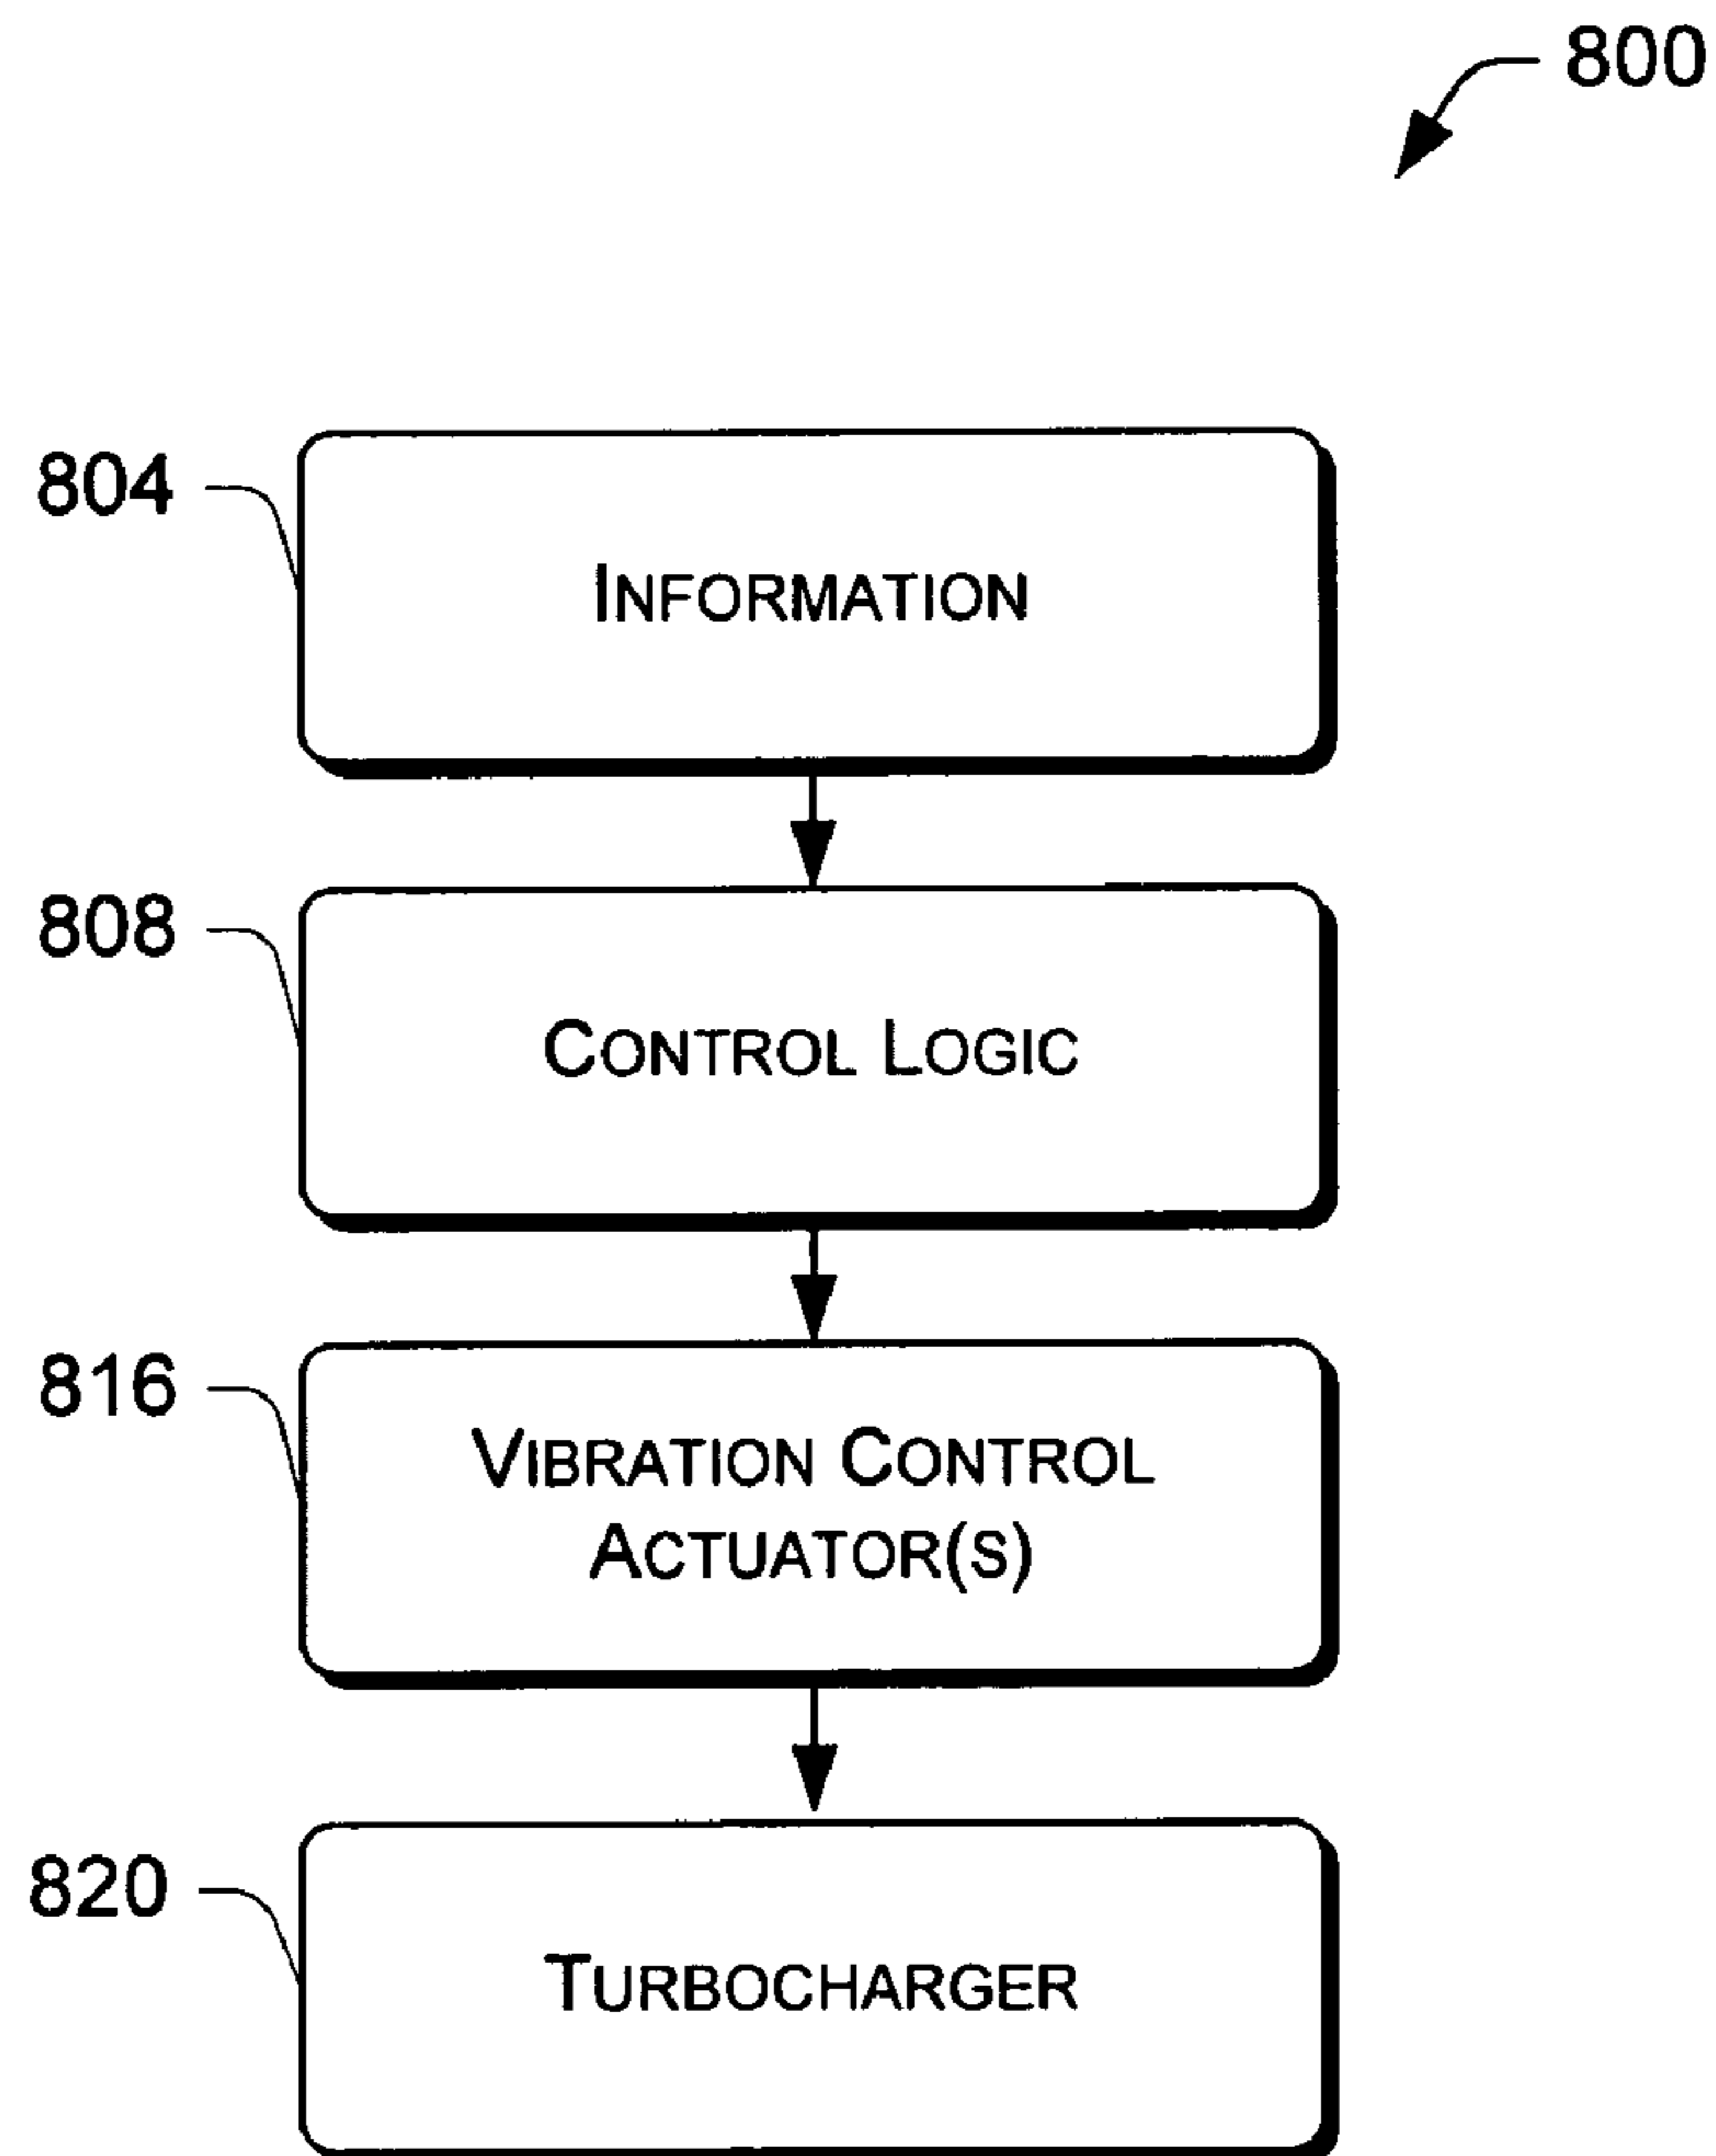 800
804
INFORMATION
808
CONTROL LOGIC
816
VIBRATION CONTROL
ACTUATOR(S)
820
TURBOCHARGER